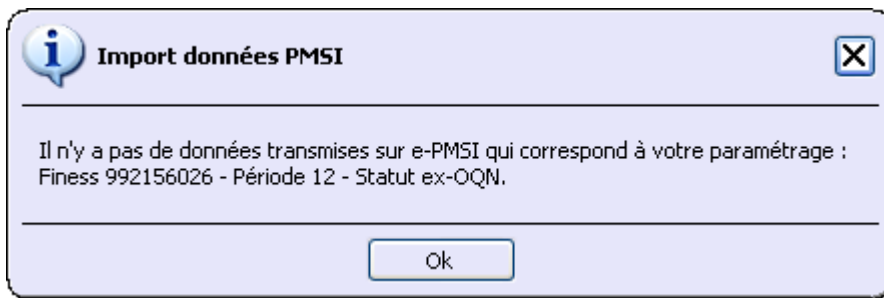 Import données PMSI
Il n'y a pas de données transmises sur e-PMSI qui correspond à votre paramétrage :
Finess 992156026 - Période 12 - Statut ex-OQN.
Ok